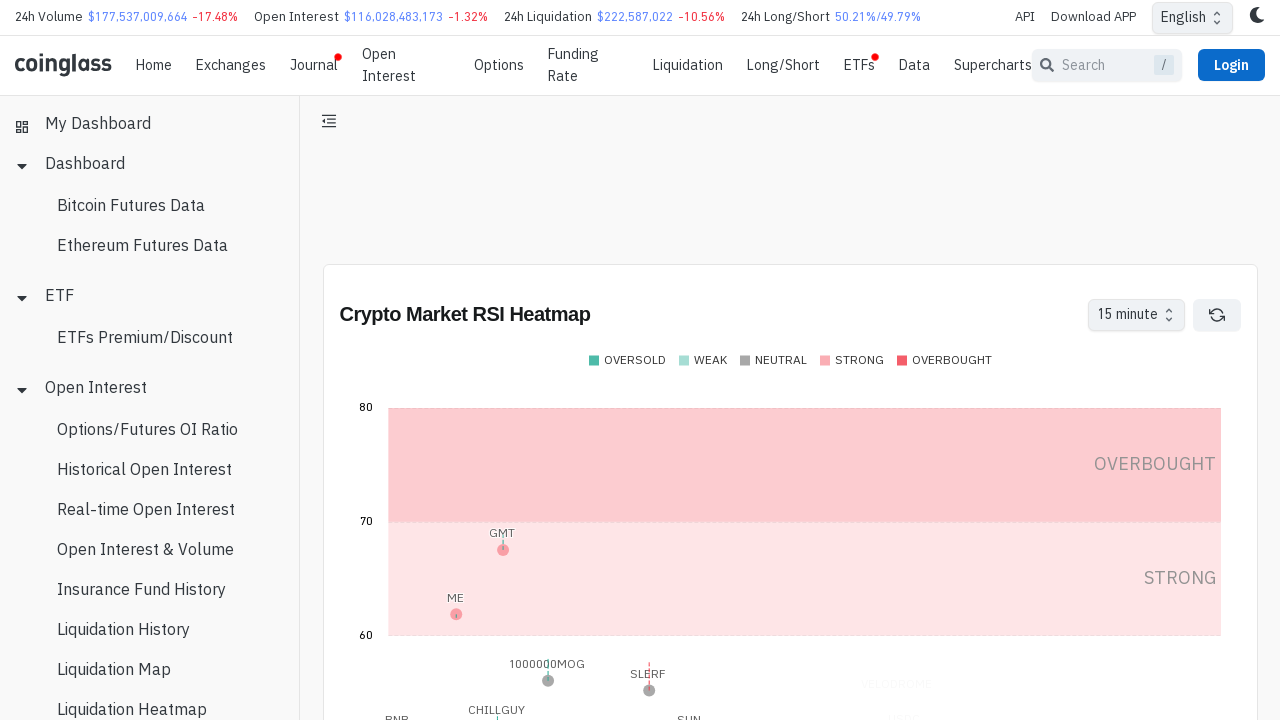 24h Volume $177,537,009,664 -17.48% Open Interest $116,028,483,173 -1.32% 24h Liquidation $222,587,022 -10.56% 24h Long/Short 50.21%/49.79% API Download APP English
coinglass Home Exchanges Journal Open Interest Options Funding Rate Liquidation Long/Short ETFs Data Supercharts Search / Login
My Dashboard
Dashboard
Bitcoin Futures Data
Ethereum Futures Data
ETF
ETFs Premium/Discount
Open Interest
Options/Futures OI Ratio
Historical Open Interest
Real-time Open Interest
Open Interest & Volume
Insurance Fund History
Liquidation History
Liquidation Map
Liquidation Heatmap
Crypto Market RSI Heatmap 15 minute
OVERSOLD WEAK NEUTRAL STRONG OVERBOUGHT
80
OVERBOUGHT
70
GMT
STRONG
ME
60
1000000MOG
SLERF
VELODROME
CHILLGUY
BNB
SUN